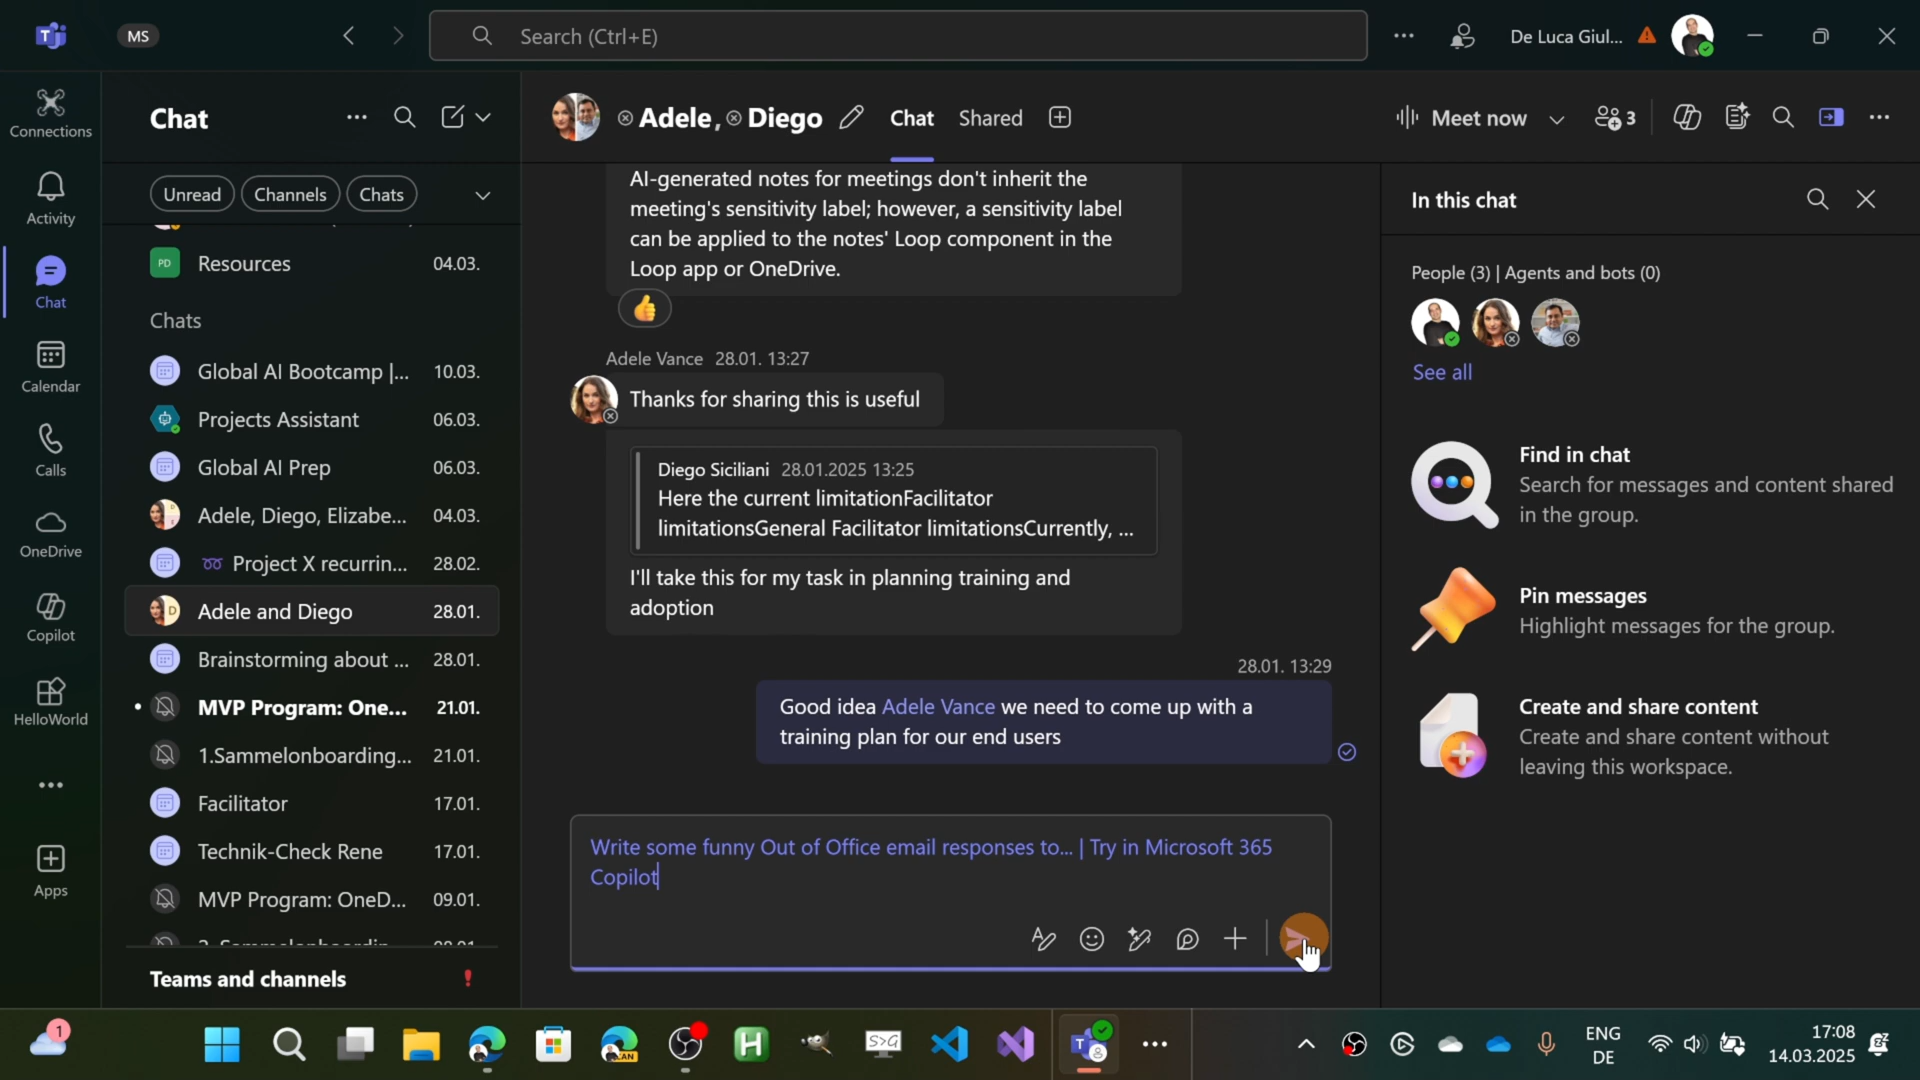 MS
Search (Ctrl+E)
De Luca Giul...
Connections
Activity
Chat
Calendar
Calls
OneDrive
Copilot
HelloWorld
Apps
Chat
Unread
Channels
Chats
PD
Resources
04.03.
Chats
Global AI Bootcamp |...
10.03.
Projects Assistant
06.03.
Global AI Prep
06.03.
Adele, Diego, Elizabe...
04.03.
Project X recurrin...
28.02.
Adele and Diego
28.01.
Brainstorming about ...
28.01.
MVP Program: One...
21.01.
1.Sammelonboarding...
21.01.
Facilitator
17.01.
Technik-Check Rene
17.01.
MVP Program: OneD...
09.01.
Teams and channels
Adele, Diego
Chat
Shared
Meet now
3
AI-generated notes for meetings don't inherit the
meeting's sensitivity label; however, a sensitivity label
can be applied to the notes' Loop component in the
Loop app or OneDrive.
Adele Vance 28.01. 13:27
Thanks for sharing this is useful
Diego Siciliani 28.01.2025 13:25
Here the current limitationFacilitator
limitationsGeneral Facilitator limitationsCurrently, ...
I'll take this for my task in planning training and
adoption
28.01. 13:29
Good idea Adele Vance we need to come up with a
training plan for our end users
Write some funny Out of Office email responses to... | Try in Microsoft 365
Copilot
In this chat
People (3) | Agents and bots (0)
See all
Find in chat
Search for messages and content shared
in the group.
Pin messages
Highlight messages for the group.
Create and share content
Create and share content without
leaving this workspace.
1
S>G
ENG
DE
17:08
14.03.2025